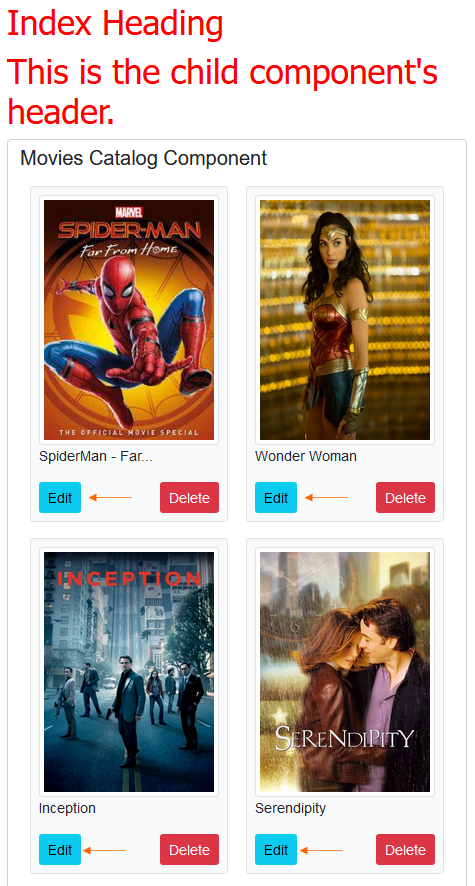 Index Heading
This is the child component's
header.
Movies Catalog Component
MARVEL
SPIDER-MAN
Far From Home
THE OFFICIAL MOVIE SPECIAL
SpiderMan - Far...
Wonder Woman
Edit
Delete
Edit
Delete
INCEPTION
SERENDIPITY
Inception
Serendipity
Edit
Delete
Edit
Delete